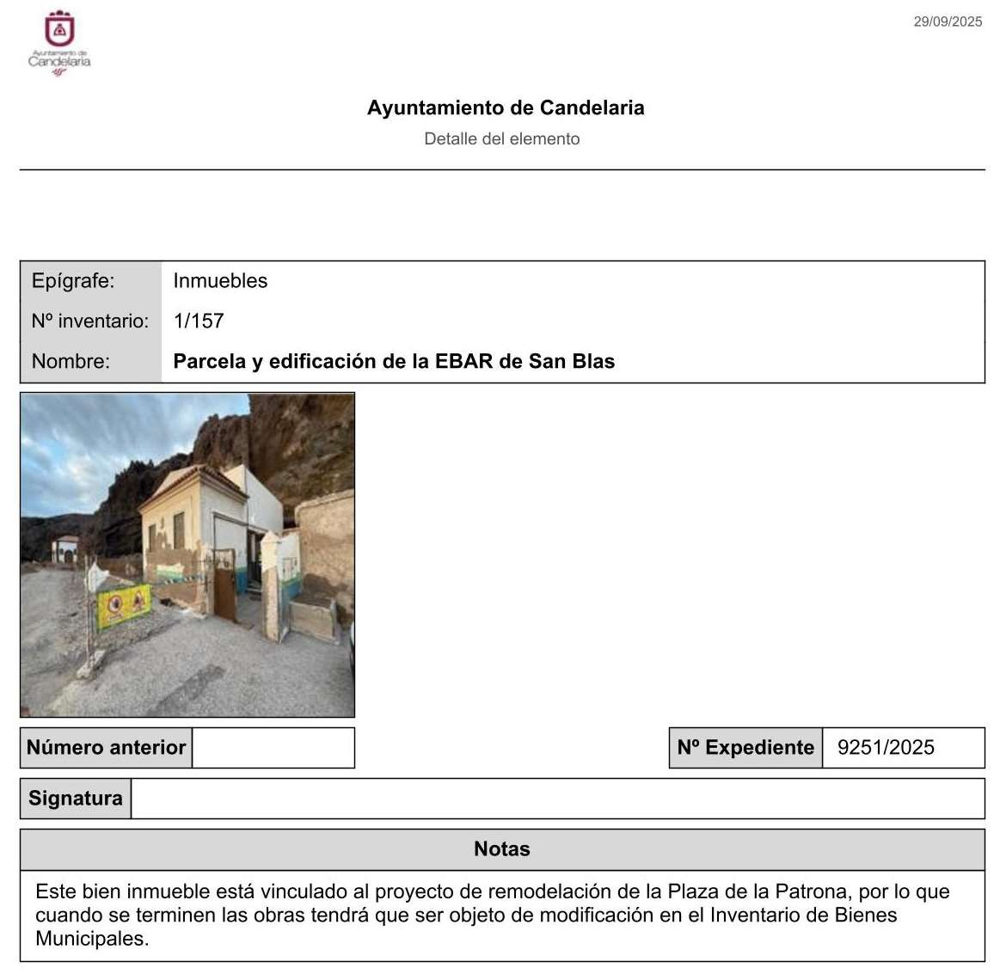 Ayuntamiento de
Candelaria
29/09/2025
Ayuntamiento de Candelaria
Detalle del elemento
Epígrafe: Inmuebles
Nº inventario: 1/157
Nombre: Parcela y edificación de la EBAR de San Blas
Número anterior
Nº Expediente 9251/2025
Signatura
Notas
Este bien inmueble está vinculado al proyecto de remodelación de la Plaza de la Patrona, por lo que
cuando se terminen las obras tendrá que ser objeto de modificación en el Inventario de Bienes
Municipales.